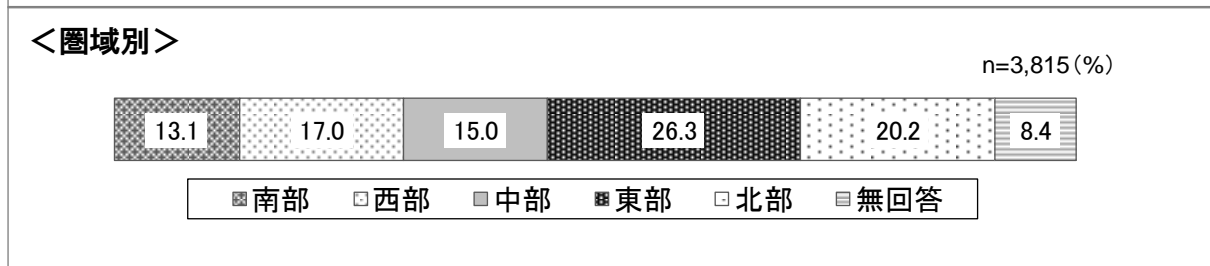 ＜圏域別＞
n=3,815（%）
13.1 17.0 15.0 26.3 20.2 8.4
南部 西部 中部 東部 北部 無回答